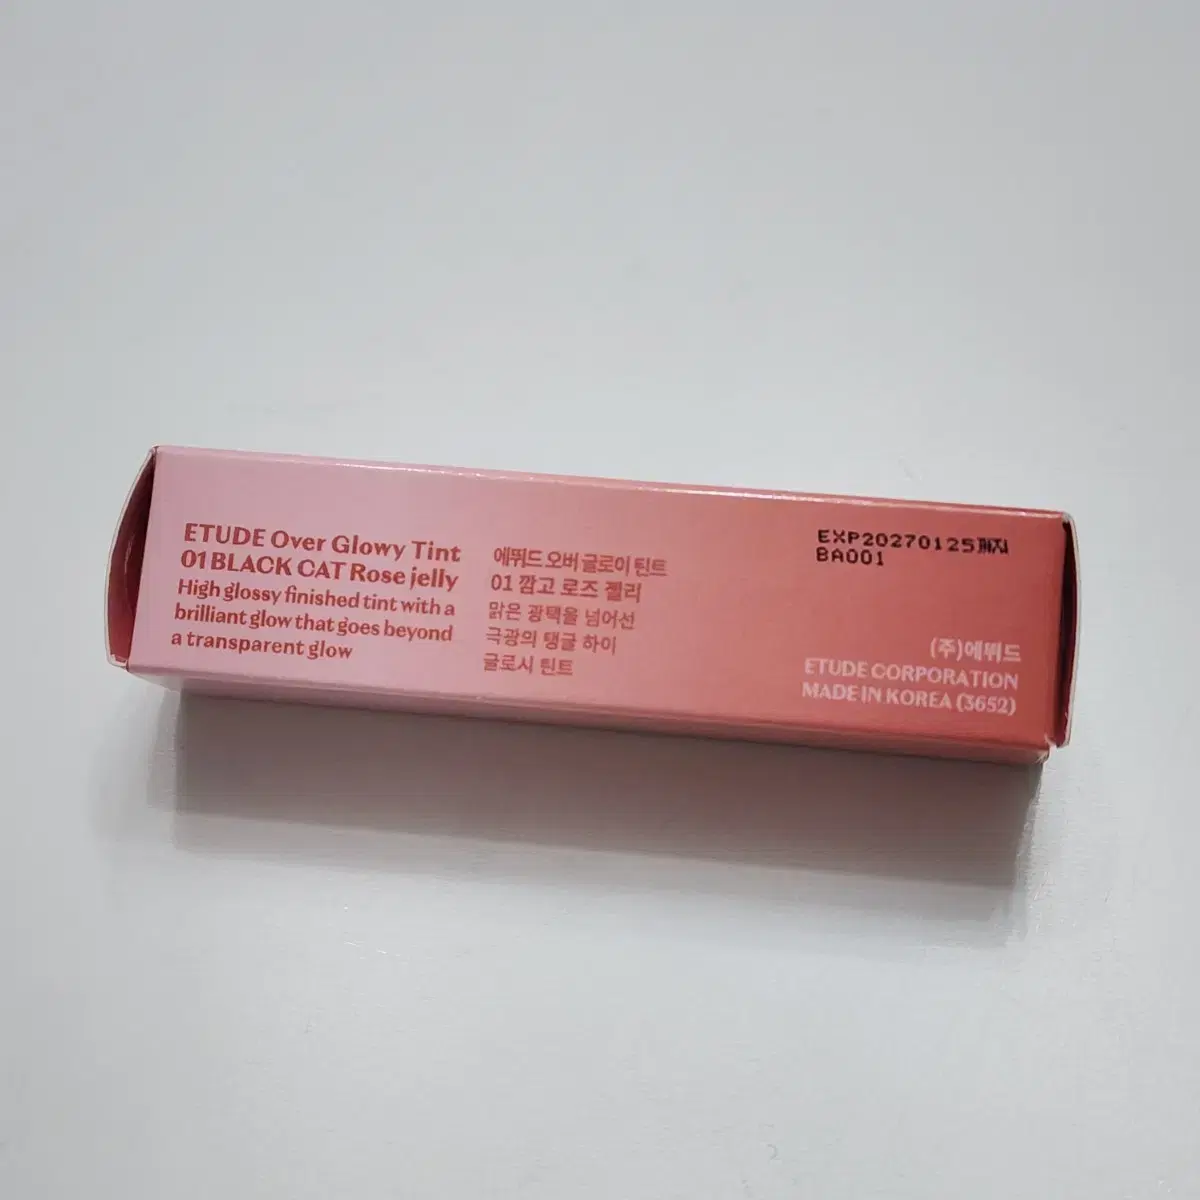 ETUDE Over Glowy Tint
01 BLACK CAT Rose jelly
High glossy finished tint with a
brilliant glow that goes beyond
a transparent glow
에뛰드 오버 글로이 틴트
01 깜고 로즈 젤리
맑은 광택을 넘어선
극광의 탱글 하이
글로시 틴트
EXP20270125까지
BA001
(주)에뛰드
ETUDE CORPORATION
MADE IN KOREA (3652)